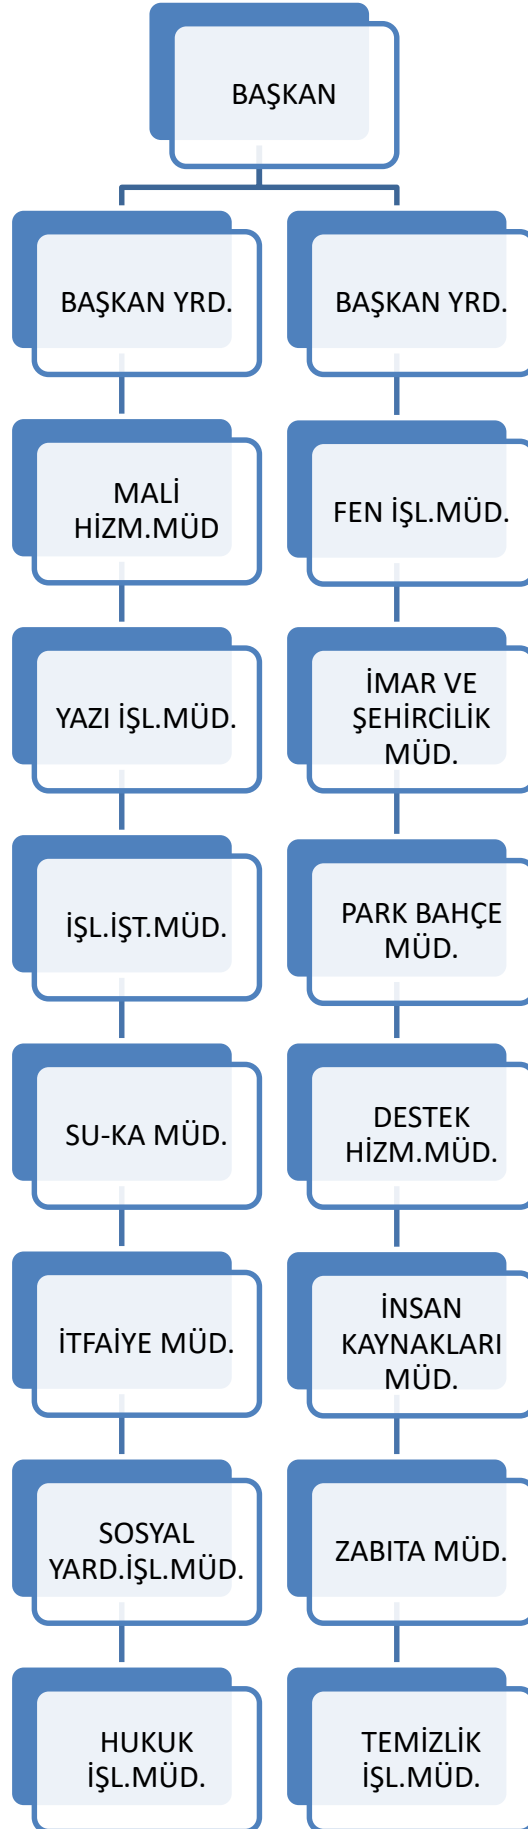 BAŞKAN
BAŞKAN YRD.
BAŞKAN YRD.
MALİ
HİZM.MÜD
FEN İŞL.MÜD.
YAZI İŞL.MÜD.
İMAR VE
ŞEHİRCİLİK
MÜD.
İŞL.İŞT.MÜD.
PARK BAHÇE
MÜD.
SU-KA MÜD.
DESTEK
HİZM.MÜD.
İTFAİYE MÜD.
İNSAN
KAYNAKLARI
MÜD.
SOSYAL
YARD.İŞL.MÜD.
ZABITA MÜD.
HUKUK
İŞL.MÜD.
TEMİZLİK
İŞL.MÜD.